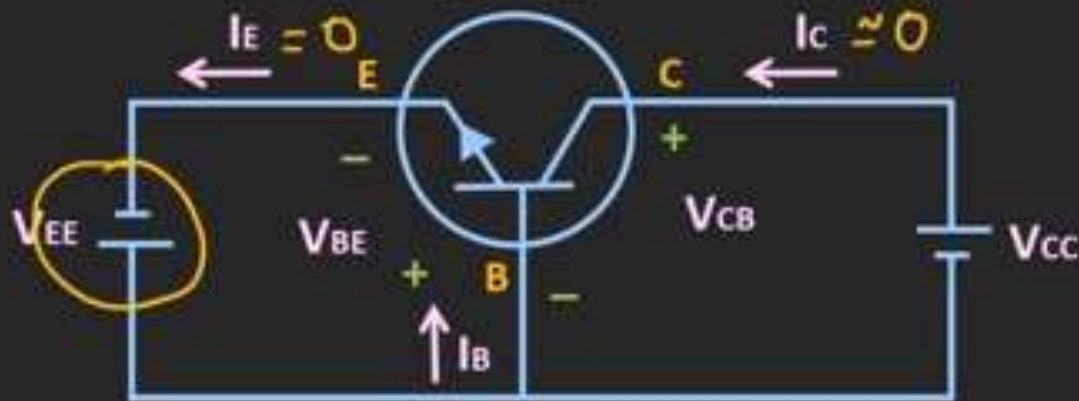 IE = 0
IC ≃ 0
E
C
−
+
VEE
VBE
VCB
VCC
+
B
−
IB